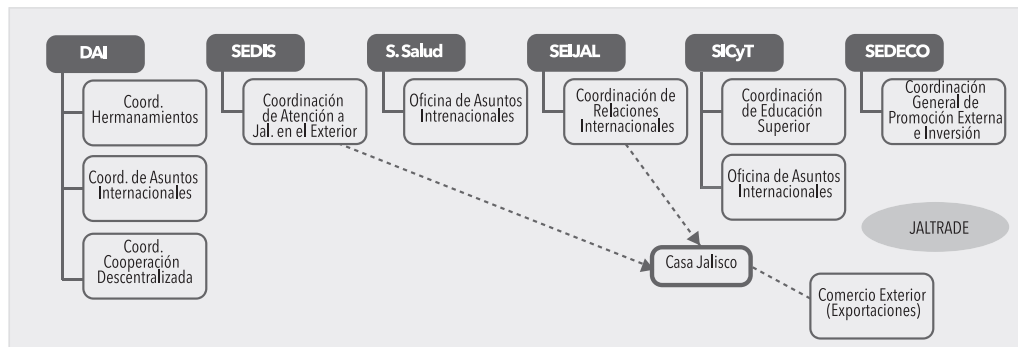 DAI
SEDIS
S. Salud
SEIJAL
SICyT
SEDECO
Coord.
Hermanamientos
Coord. de Asuntos
Internacionales
Coord.
Cooperación
Descentralizada
Coordinación
de Atención a
Jal. en el Exterior
Oficina de Asuntos
Intrenacionales
Coordinación de
Relaciones
Internacionales
Coordinación
de Educación
Superior
Oficina de Asuntos
Internacionales
Coordinación
General de
Promoción Externa
e Inversión
JALTRADE
Casa Jalisco
Comercio Exterior
(Exportaciones)